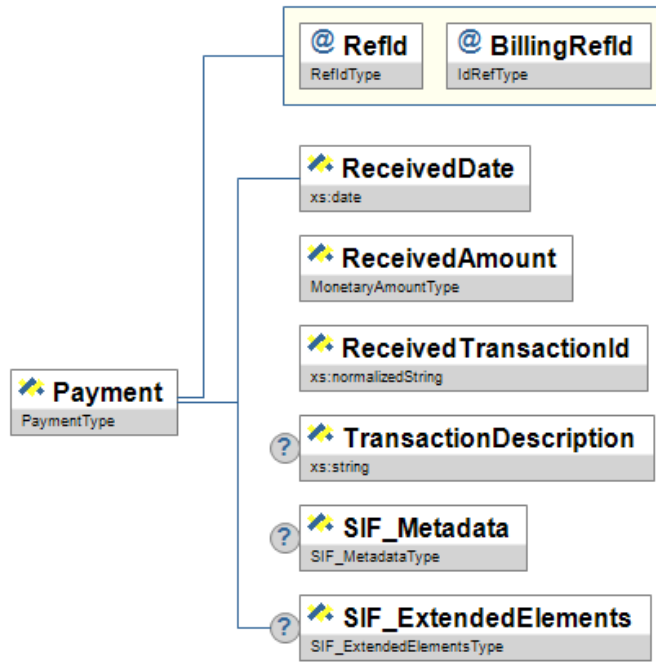 @ RefId
RefIdType
@ BillingRefId
IdRefType
ReceivedDate
xs:date
ReceivedAmount
MonetaryAmountType
ReceivedTransactionId
xs:normalizedString
Payment
PaymentType
? TransactionDescription
xs:string
? SIF_Metadata
SIF_MetadataType
? SIF_ExtendedElements
SIF_ExtendedElementsType